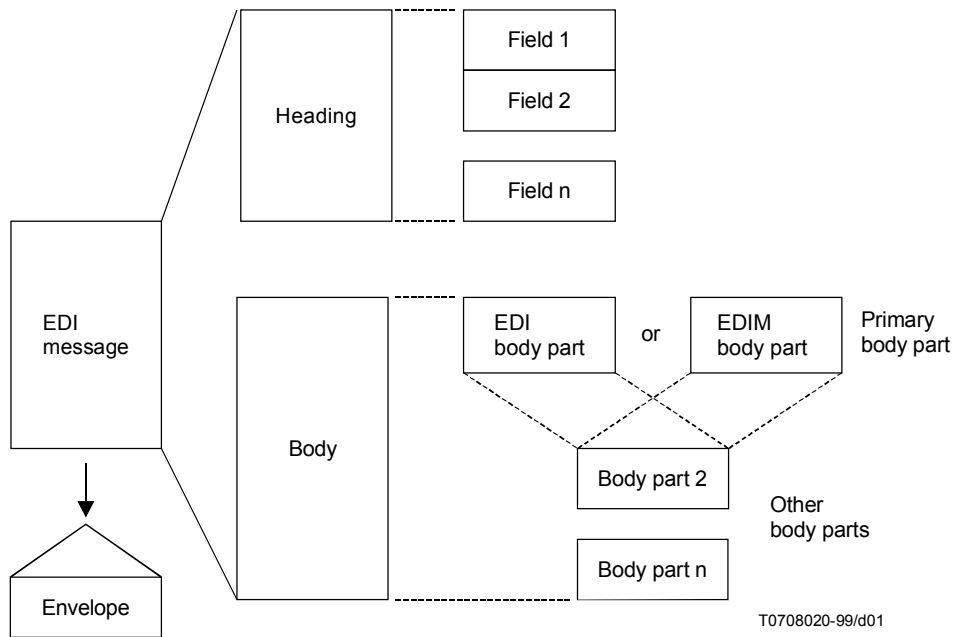 Field 1
Field 2
Heading
Field n
EDI
message
EDI
body part
or
EDIM
body part
Primary
body part
Body
Body part 2
Other
body parts
Body part n
Envelope
T0708020-99/d01